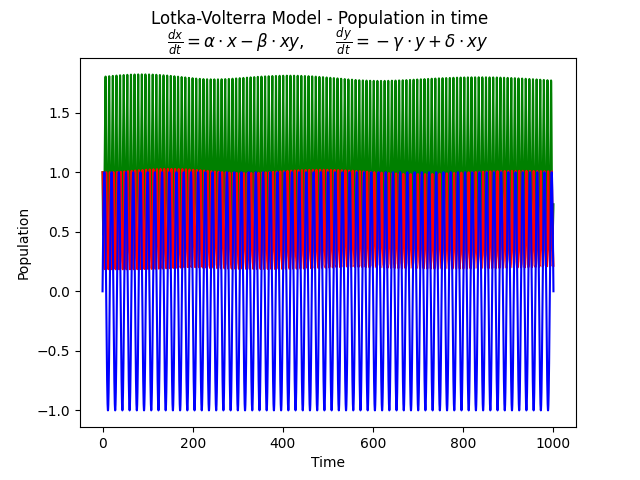 Lotka-Volterra Model - Population in time
dx/dt = α · x − β · xy, dy/dt = −γ · y + δ · xy
1.5
1.0
0.5
0.0
−0.5
−1.0
Population
0 200 400 600 800 1000
Time